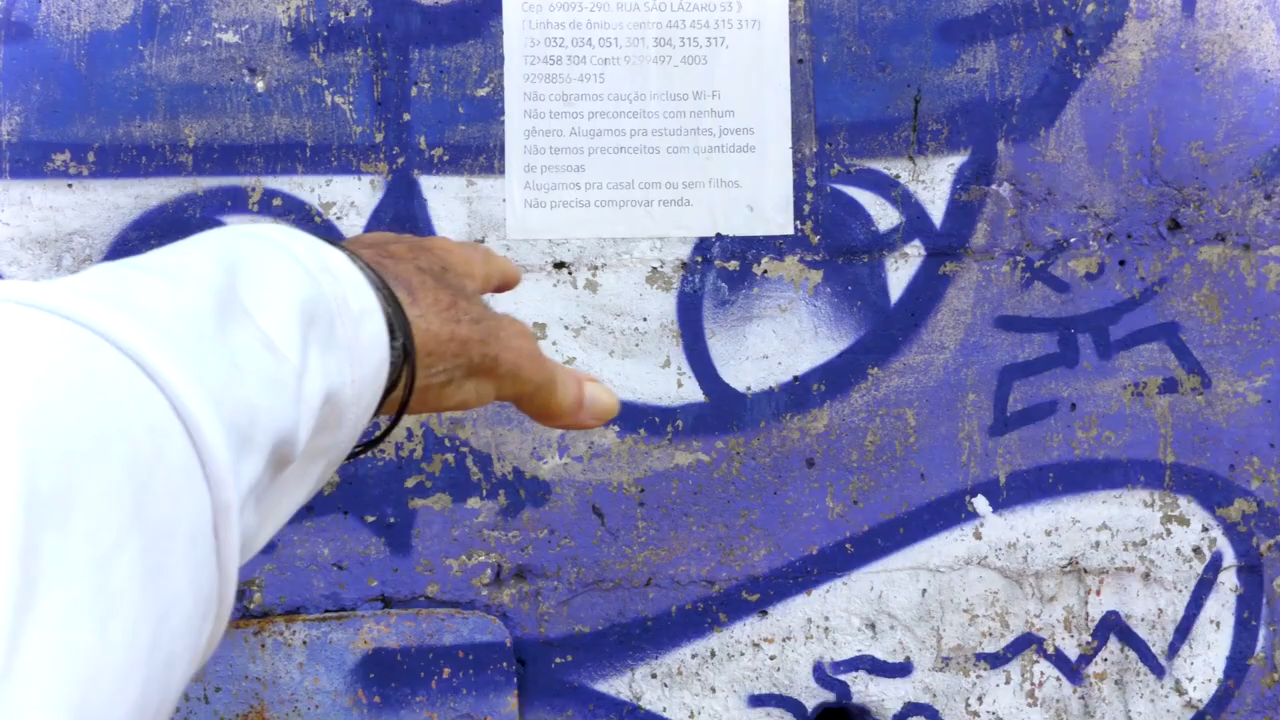 Cep 69093-290. RUA SÃO LÁZARO 53 )
( Linhas de ônibus centro 443 454 315 317)
T3> 032, 034, 051, 301, 304, 315, 317,
T2>458 304 Contt 9299497_4003
9298856-4915
Não cobramos caução incluso Wi-Fi
Não temos preconceitos com nenhum
gênero. Alugamos pra estudantes, jovens
Não temos preconceitos com quantidade
de pessoas
Alugamos pra casal com ou sem filhos.
Não precisa comprovar renda.